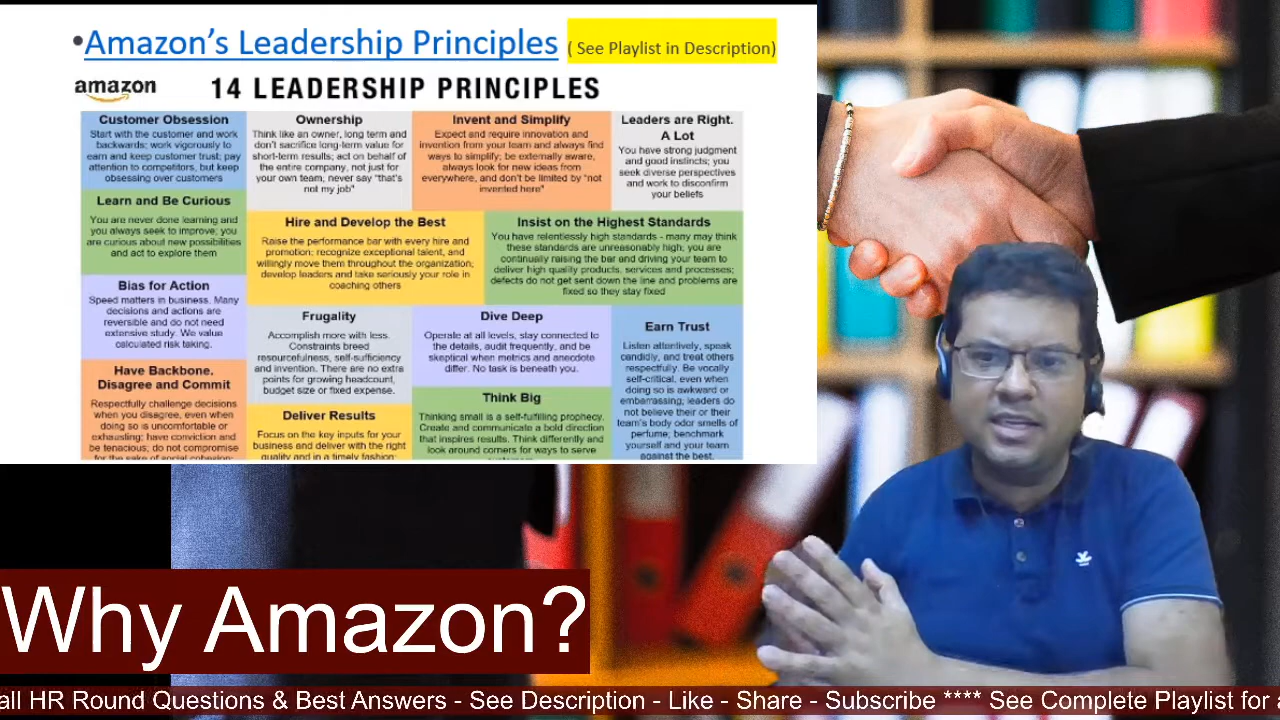 •Amazon's Leadership Principles ( See Playlist in Description)
amazon 14 LEADERSHIP PRINCIPLES
Customer Obsession
Start with the customer and work
backwards; work vigorously to
earn and keep customer trust; pay
attention to competitors, but keep
obsessing over customers
Ownership
Think like an owner, long term and
don't sacrifice long-term value for
short-term results; act on behalf of
the entire company, not just for
your own team; never say "that's
not my job"
Invent and Simplify
Expect and require innovation and
invention from your team and always find
ways to simplify; be externally aware,
always look for new ideas from
everywhere, and don't be limited by "not
invented here"
Leaders are Right.
A Lot
You have strong judgment
and good instincts; you
seek diverse perspectives
and work to disconfirm
your beliefs
Learn and Be Curious
You are never done learning and
you always seek to improve; you
are curious about new possibilities
and act to explore them
Hire and Develop the Best
Raise the performance bar with every hire and
promotion; recognize exceptional talent, and
willingly move them throughout the organization;
develop leaders and take seriously your role in
coaching others
Insist on the Highest Standards
You have relentlessly high standards - many may think
these standards are unreasonably high; you are
continually raising the bar and driving your team to
deliver high quality products, services and processes;
defects do not get sent down the line and problems are
fixed so they stay fixed
Bias for Action
Speed matters in business. Many
decisions and actions are
reversible and do not need
extensive study. We value
calculated risk taking.
Frugality
Accomplish more with less.
Constraints breed
resourcefulness, self-sufficiency
and invention. There are no extra
points for growing headcount,
budget size or fixed expense.
Dive Deep
Operate at all levels, stay connected to
the details, audit frequently, and be
skeptical when metrics and anecdote
differ. No task is beneath you.
Earn Trust
Listen attentively, speak
candidly, and treat others
respectfully. Be vocally
self-critical, even when
doing so is awkward or
embarrassing; leaders do
not believe their or their
team's body odor smells of
perfume; benchmark
yourself and your team
against the best.
Have Backbone.
Disagree and Commit
Respectfully challenge decisions
when you disagree, even when
doing so is uncomfortable or
exhausting; have conviction and
be tenacious; do not compromise
for the sake of social cohesion;
Deliver Results
Focus on the key inputs for your
business and deliver with the right
quality and in a timely fashion;
Think Big
Thinking small is a self-fulfilling prophecy.
Create and communicate a bold direction
that inspires results. Think differently and
look around corners for ways to serve
customers
Why Amazon?
all HR Round Questions & Best Answers - See Description - Like - Share - Subscribe **** See Complete Playlist for